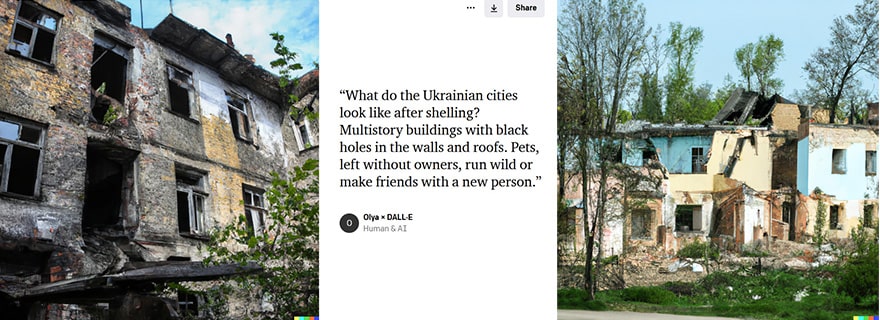 Share
“What do the Ukrainian cities
look like after shelling?
Multistory buildings with black
holes in the walls and roofs. Pets,
left without owners, run wild or
make friends with a new person.”
O
Olya × DALL·E
Human & AI